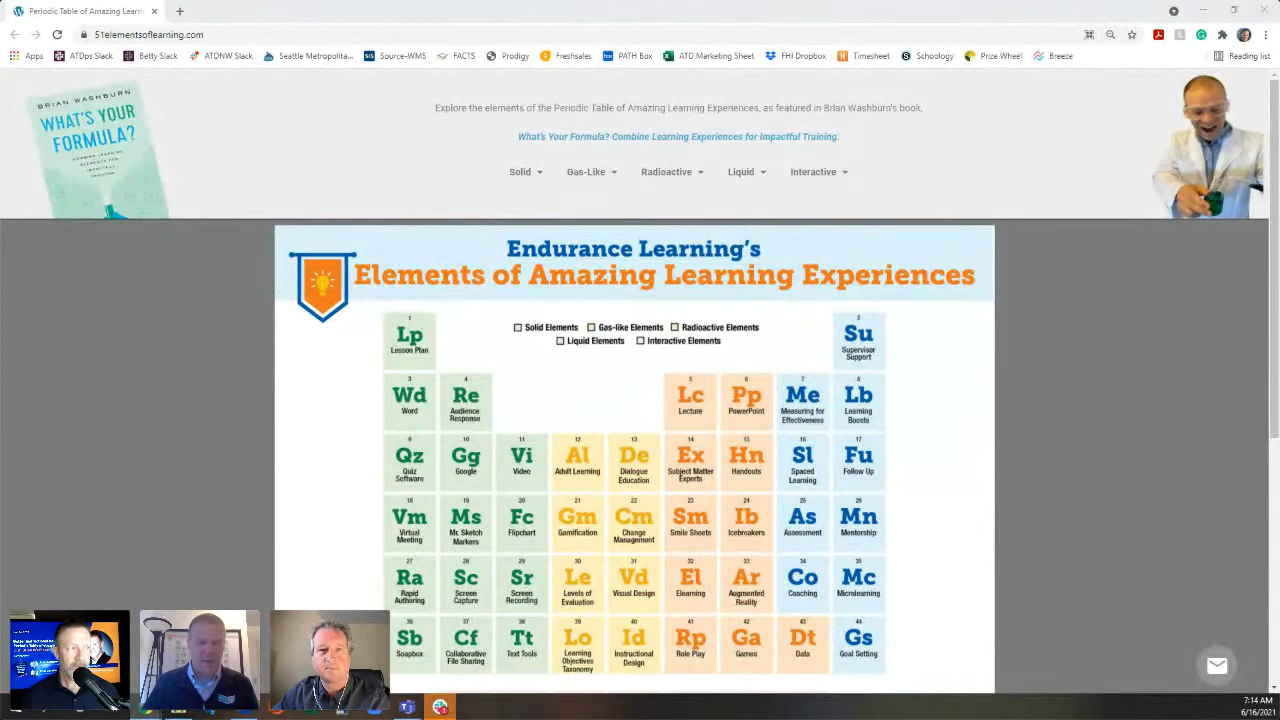 Periodic Table of Amazing Learn
51elementsoflearning.com
Apps ATDps Slack Betty Slack ATDNW Slack Seattle Metropolita... Source-WMS FACTS Prodigy Freshsales PATH Box ATD Marketing Sheet FHI Dropbox Timesheet Schoology Prize Wheel Breeze Reading list
BRIAN WASHBURN
WHAT'S YOUR
FORMULA?
COMBINE LEARNING
ELEMENTS FOR
IMPACTFUL
TRAINING
Explore the elements of the Periodic Table of Amazing Learning Experiences, as featured in Brian Washburn's book,
What's Your Formula? Combine Learning Experiences for Impactful Training.
Solid Gas-Like Radioactive Liquid Interactive
Endurance Learning's
Elements of Amazing Learning Experiences
Solid Elements Gas-like Elements Radioactive Elements
Liquid Elements Interactive Elements
1 2
Lp Su
Lesson Plan Supervisor
Support
3 4 5 6 7 8
Wd Re Lc Pp Me Lb
Word Audience Lecture PowerPoint Measuring for Learning
Response Effectiveness Boosts
9 10 11 12 13 14 15 16 17
Qz Gg Vi Al De Ex Hn Sl Fu
Quiz Google Video Adult Learning Dialogue Subject Matter Handouts Spaced Follow Up
Software Education Experts Learning
18 19 20 21 22 23 24 25 26
Vm Ms Fc Gm Cm Sm Ib As Mn
Virtual Mr. Sketch Flipchart Gamification Change Smile Sheets Icebreakers Assessment Mentorship
Meeting Markers Management
27 28 29 30 31 32 33 34 35
Ra Sc Sr Le Vd El Ar Co Mc
Rapid Screen Screen Levels of Visual Design Elearning Augmented Coaching Microlearning
Authoring Capture Recording Evaluation Reality
36 37 38 39 40 41 42 43 44
Sb Cf Tt Lo Id Rp Ga Dt Gs
Soapbox Collaborative Text Tools Learning Instructional Role Play Games Data Goal Setting
File Sharing Objectives Design
Taxonomy
7:14 AM
6/16/2021